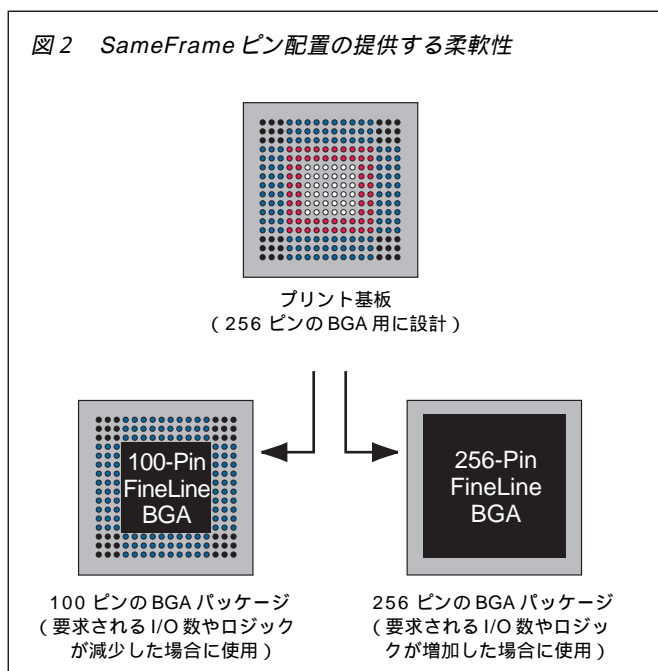 図 2 SameFrame ピン配置の提供する柔軟性
プリント基板
( 256 ピンの BGA 用に設計 )
100-Pin
FineLine
BGA
256-Pin
FineLine
BGA
100 ピンの BGA パッケージ
( 要求される I/O 数やロジック
が減少した場合に使用 )
256 ピンの BGA パッケージ
( 要求される I/O 数やロジッ
クが増加した場合に使用 )